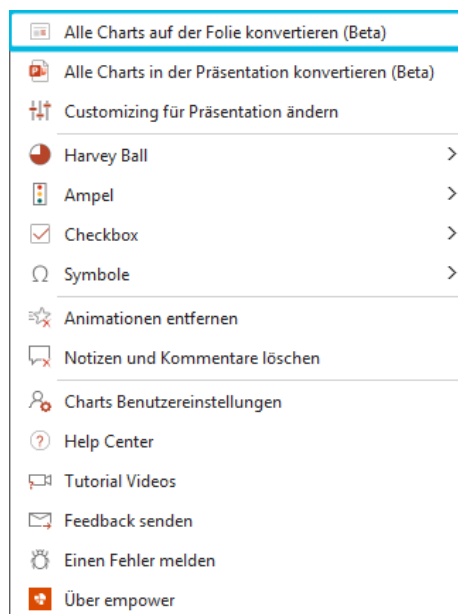 Alle Charts auf der Folie konvertieren (Beta)
Alle Charts in der Präsentation konvertieren (Beta)
Customizing für Präsentation ändern
Harvey Ball
Ampel
Checkbox
Symbole
Animationen entfernen
Notizen und Kommentare löschen
Charts Benutzereinstellungen
Help Center
Tutorial Videos
Feedback senden
Einen Fehler melden
Über empower